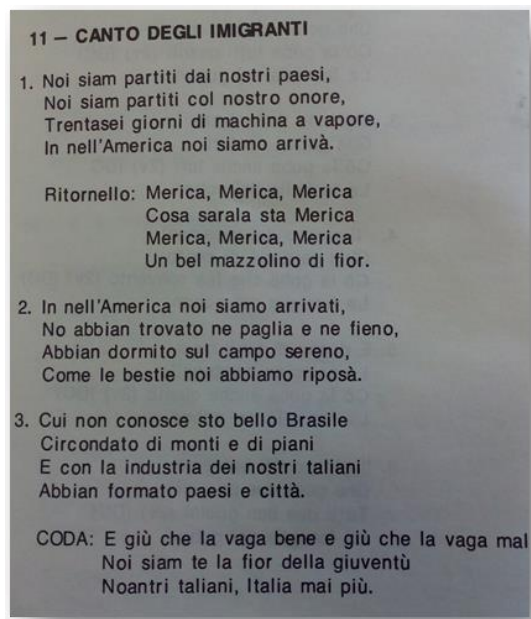 11 — CANTO DEGLI IMIGRANTI
1. Noi siam partiti dai nostri paesi,
Noi siam partiti col nostro onore,
Trentasei giorni di machina a vapore,
In nell'America noi siamo arrivà.
Ritornello: Merica, Merica, Merica
Cosa sarala sta Merica
Merica, Merica, Merica
Un bel mazzolino di fior.
2. In nell'America noi siamo arrivati,
No abbian trovato ne paglia e ne fieno,
Abbian dormito sul campo sereno,
Come le bestie noi abbiamo riposà.
3. Cui non conosce sto bello Brasile
Circondato di monti e di piani
E con la industria dei nostri taliani
Abbian formato paesi e città.
CODA: E giù che la vaga bene e giù che la vaga mal
Noi siam te la fior della giuventù
Noantri taliani, Italia mai più.